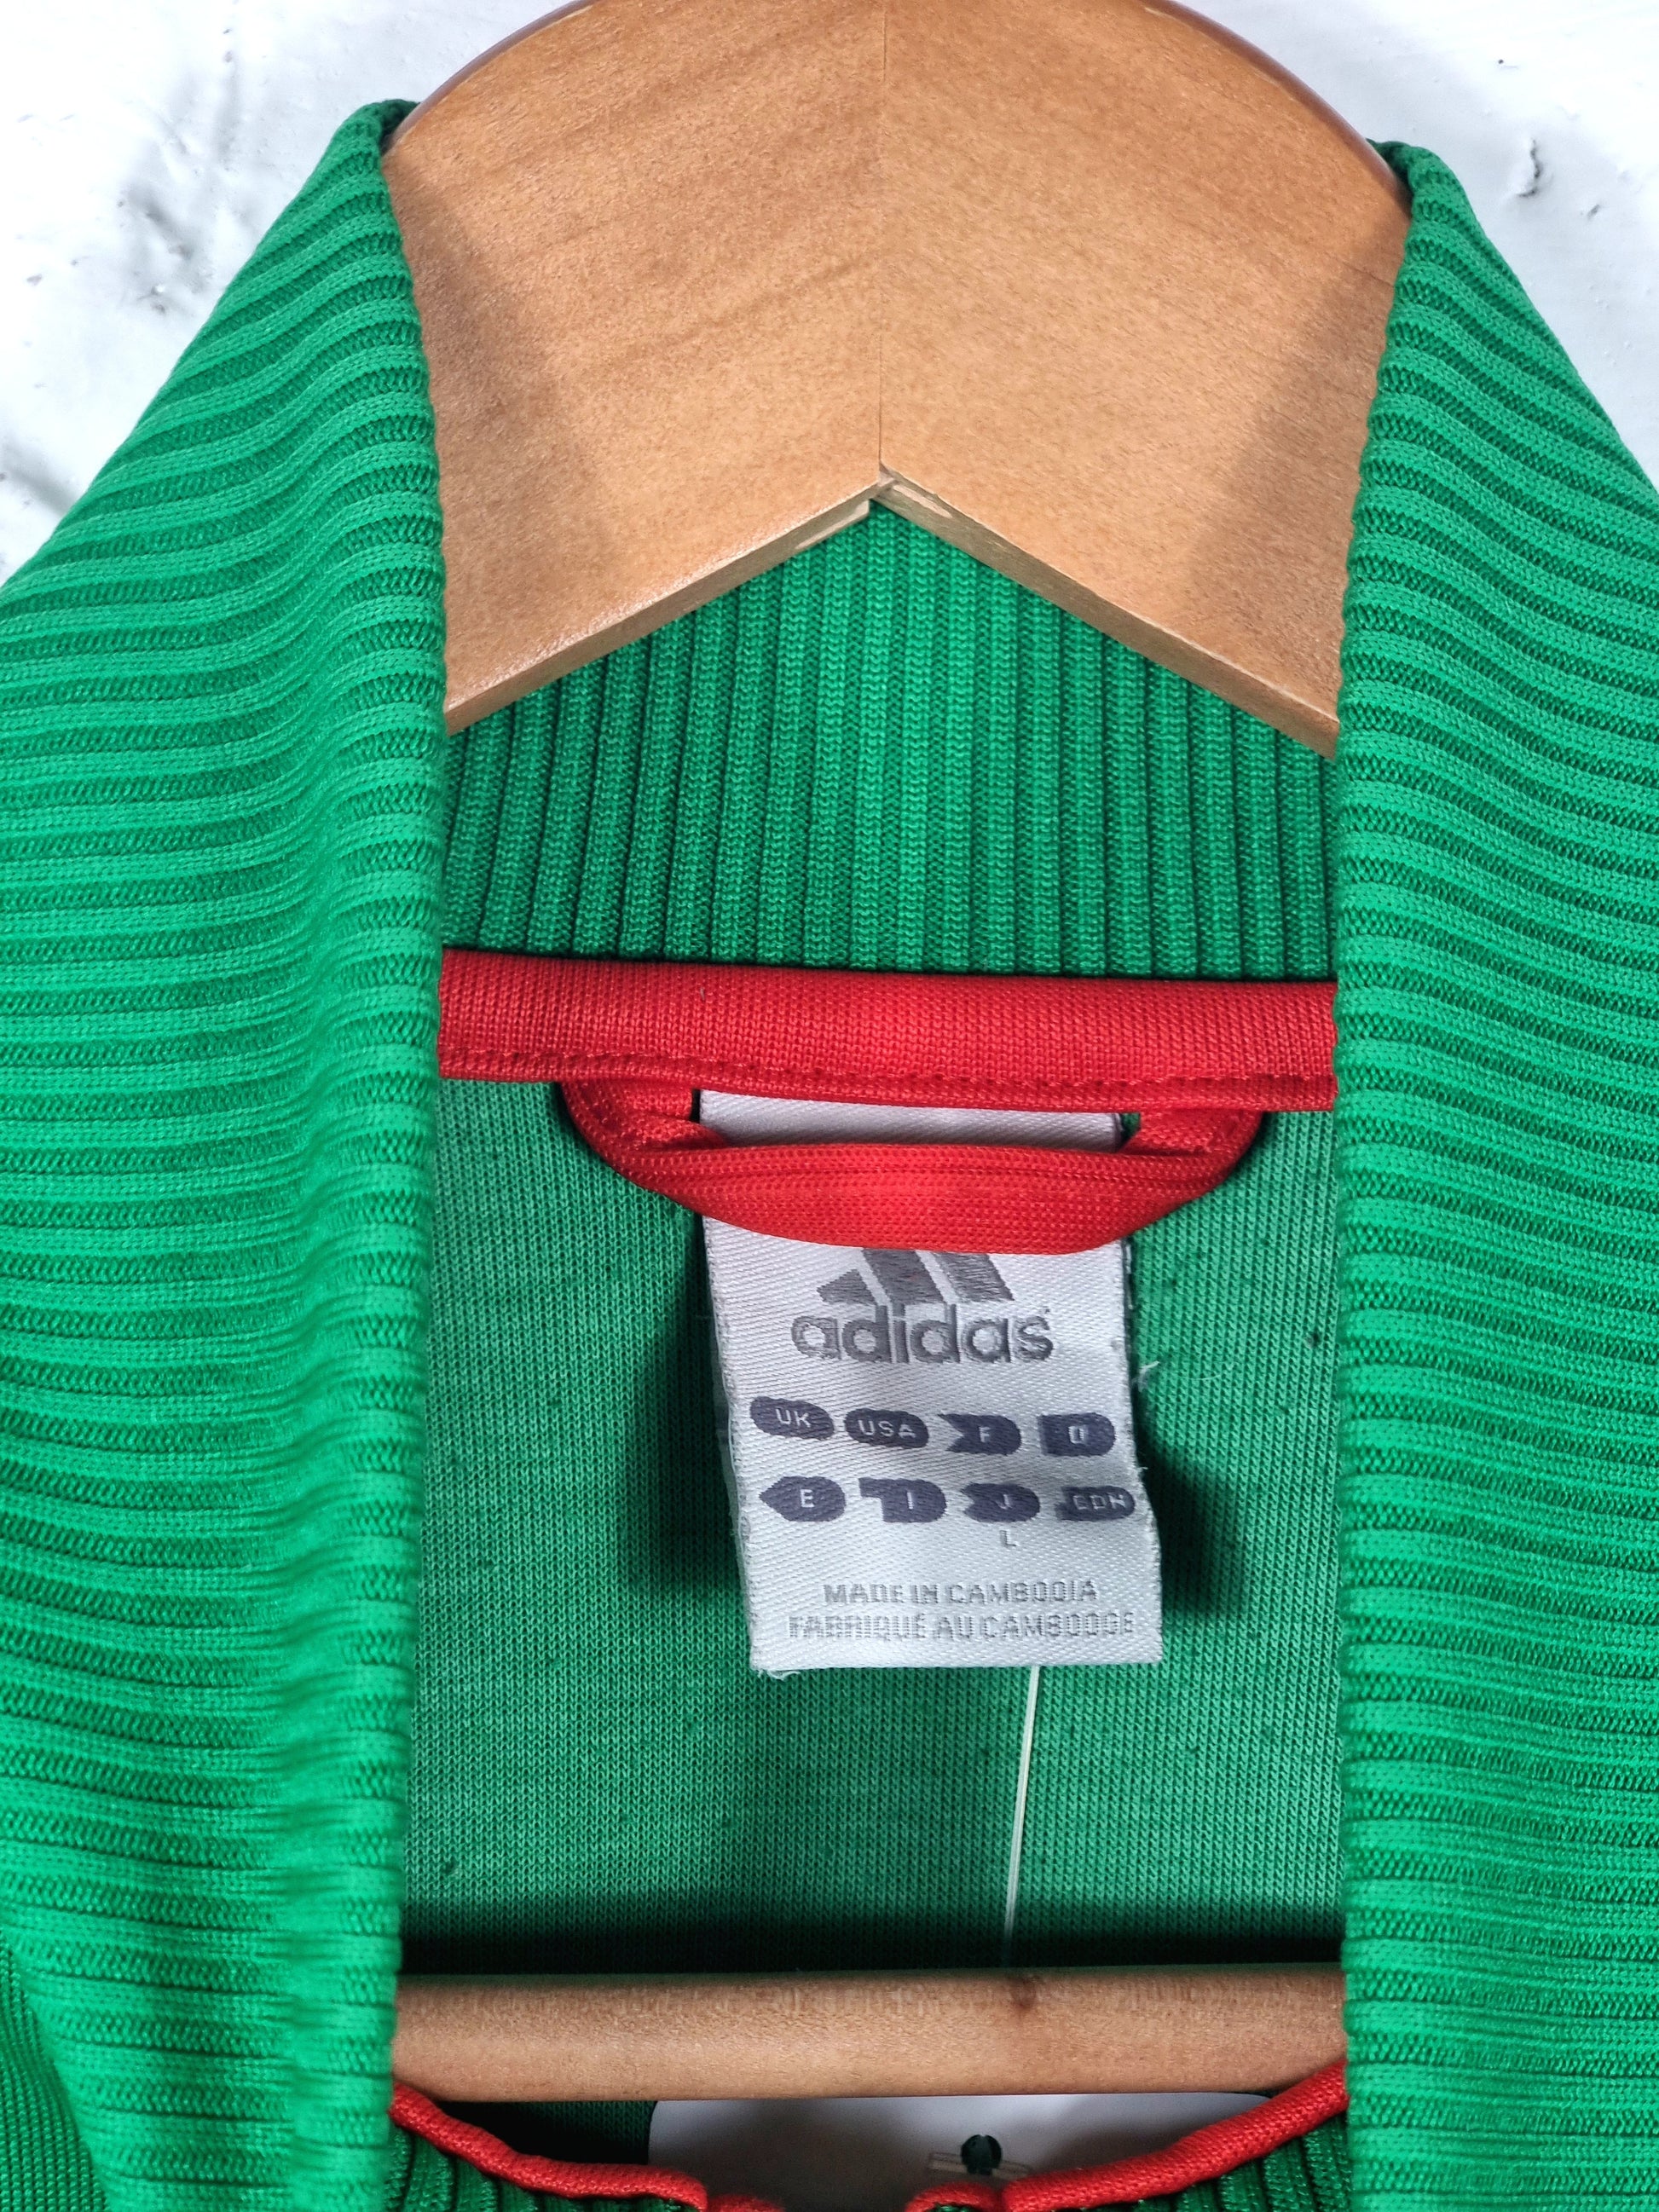 adidas
UK USA F D
E I J CDN
L
MADE IN CAMBODIA
FABRIQUÉ AU CAMBODGE